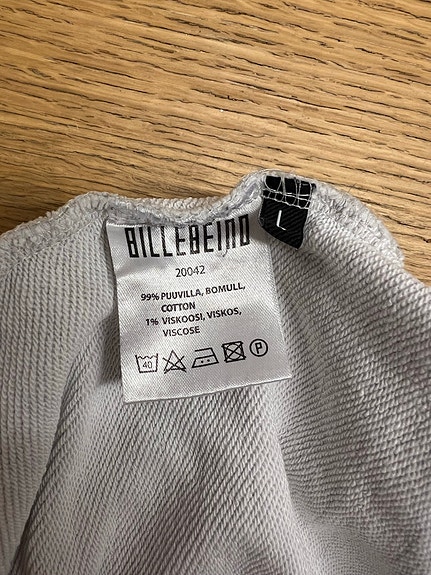 BILLEBEINO
20042
99% PUUVILLA, BOMULL,
COTTON
1% VISKOOSI, VISKOS,
VISCOSE
40
P
L